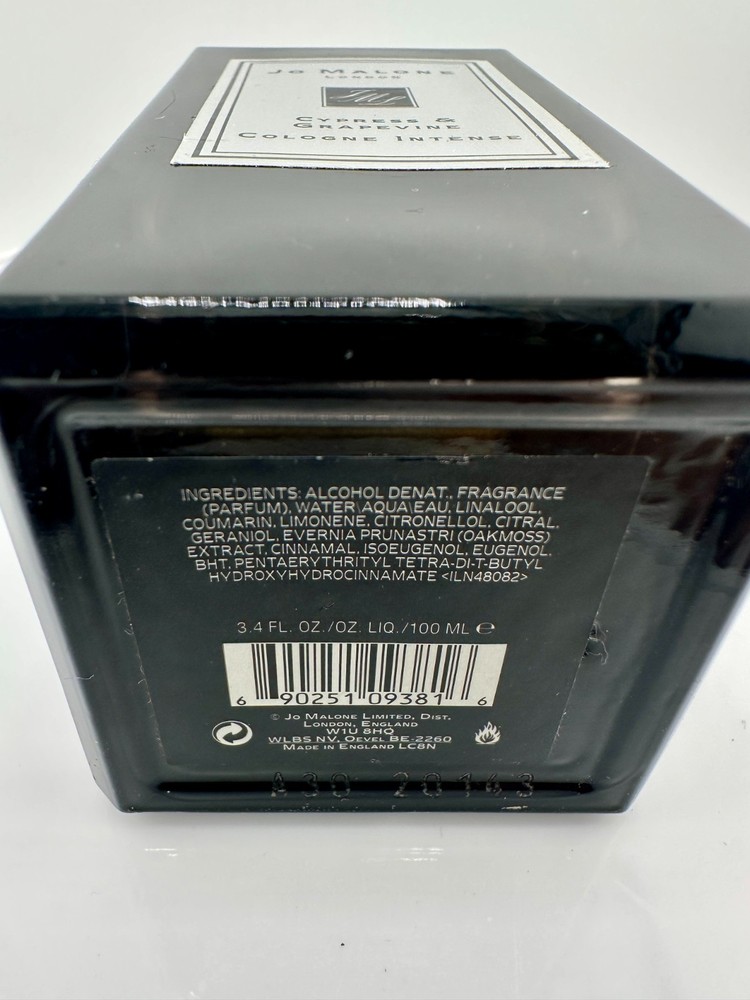 Jo Malone
London
JML
Cypress &
Grapevine
Cologne Intense
INGREDIENTS: ALCOHOL DENAT., FRAGRANCE
(PARFUM), WATER\AQUA\EAU, LINALOOL,
COUMARIN, LIMONENE, CITRONELLOL, CITRAL,
GERANIOL, EVERNIA PRUNASTRI (OAKMOSS)
EXTRACT, CINNAMAL, ISOEUGENOL, EUGENOL,
BHT, PENTAERYTHRITYL TETRA-DI-T-BUTYL
HYDROXYHYDROCINNAMATE <ILN48082>
3.4 FL. OZ./OZ. LIQ./100 ML ℮
6 90251 09381 6
© Jo Malone Limited, Dist.
London, England
W1U 8HQ
WLBS NV, Oevel BE-2260
Made in England LC8N
A30 20143